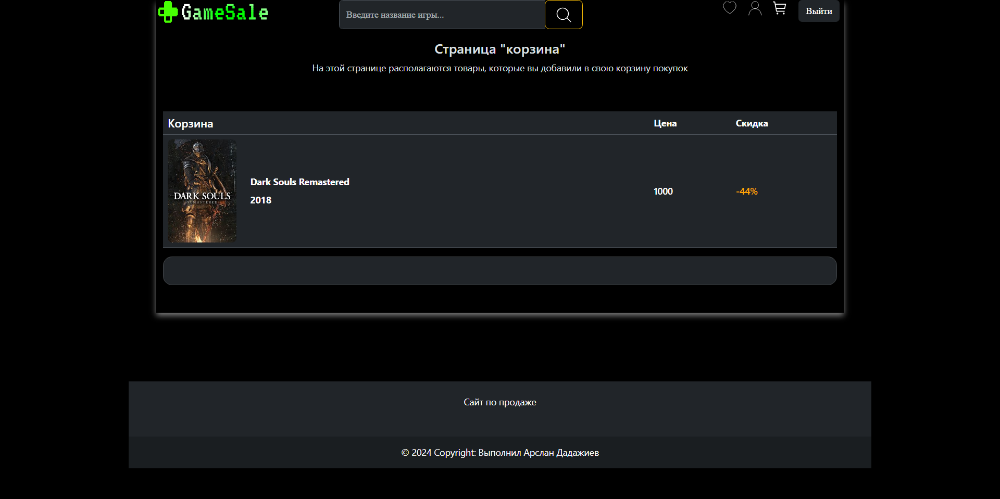 GameSale
Введите название игры...
Выйти
Страница "корзина"
На этой странице располагаются товары, которые вы добавили в свою корзину покупок
Корзина Цена Скидка
DARK SOULS
REMASTERED
Dark Souls Remastered
2018
1000
-44%
Сайт по продаже
© 2024 Copyright: Выполнил Арслан Дадажиев